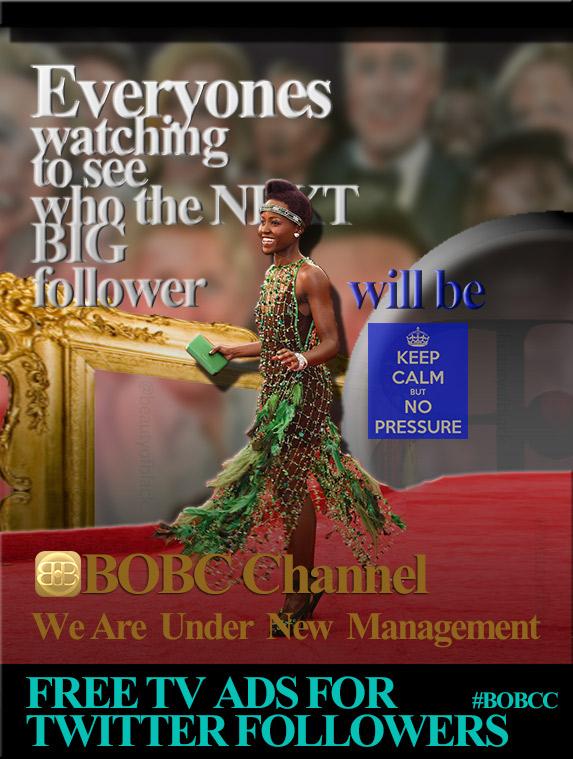 Everyones
watching
to see
who the NEXT
BIG
follower will be
KEEP
CALM
BUT
NO
PRESSURE
BOBC Channel
We Are Under New Management
FREE TV ADS FOR
TWITTER FOLLOWERS
#BOBCC